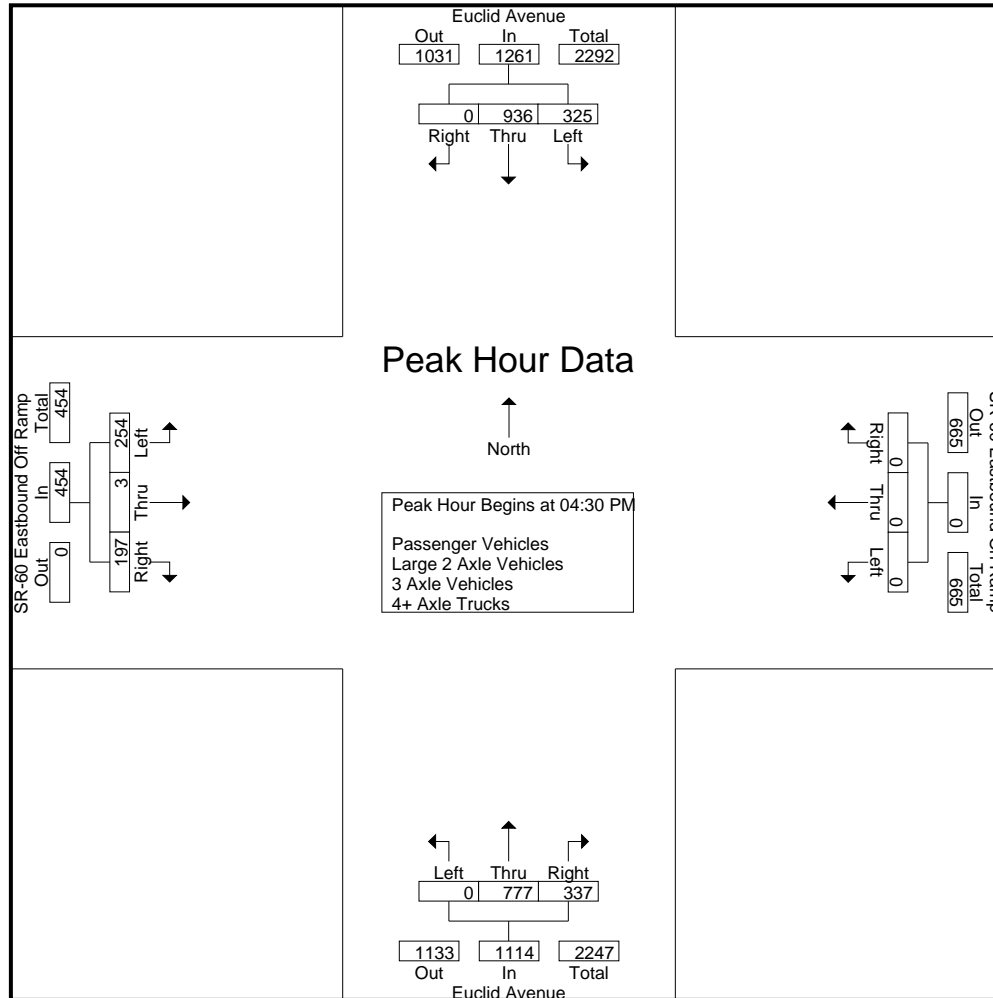 Euclid Avenue
Out In Total
1031 1261 2292
0 936 325
Right Thru Left
Peak Hour Data
North
Peak Hour Begins at 04:30 PM
Passenger Vehicles
Large 2 Axle Vehicles
3 Axle Vehicles
4+ Axle Trucks
SR-60 Eastbound Off Ramp
Out In Total
0 454 454
Left Thru Right
254 3 197
Out In Total
665 0 665
Right Thru Left
0 0 0
Left Thru Right
0 777 337
1133 1114 2247
Out In Total
Euclid Avenue